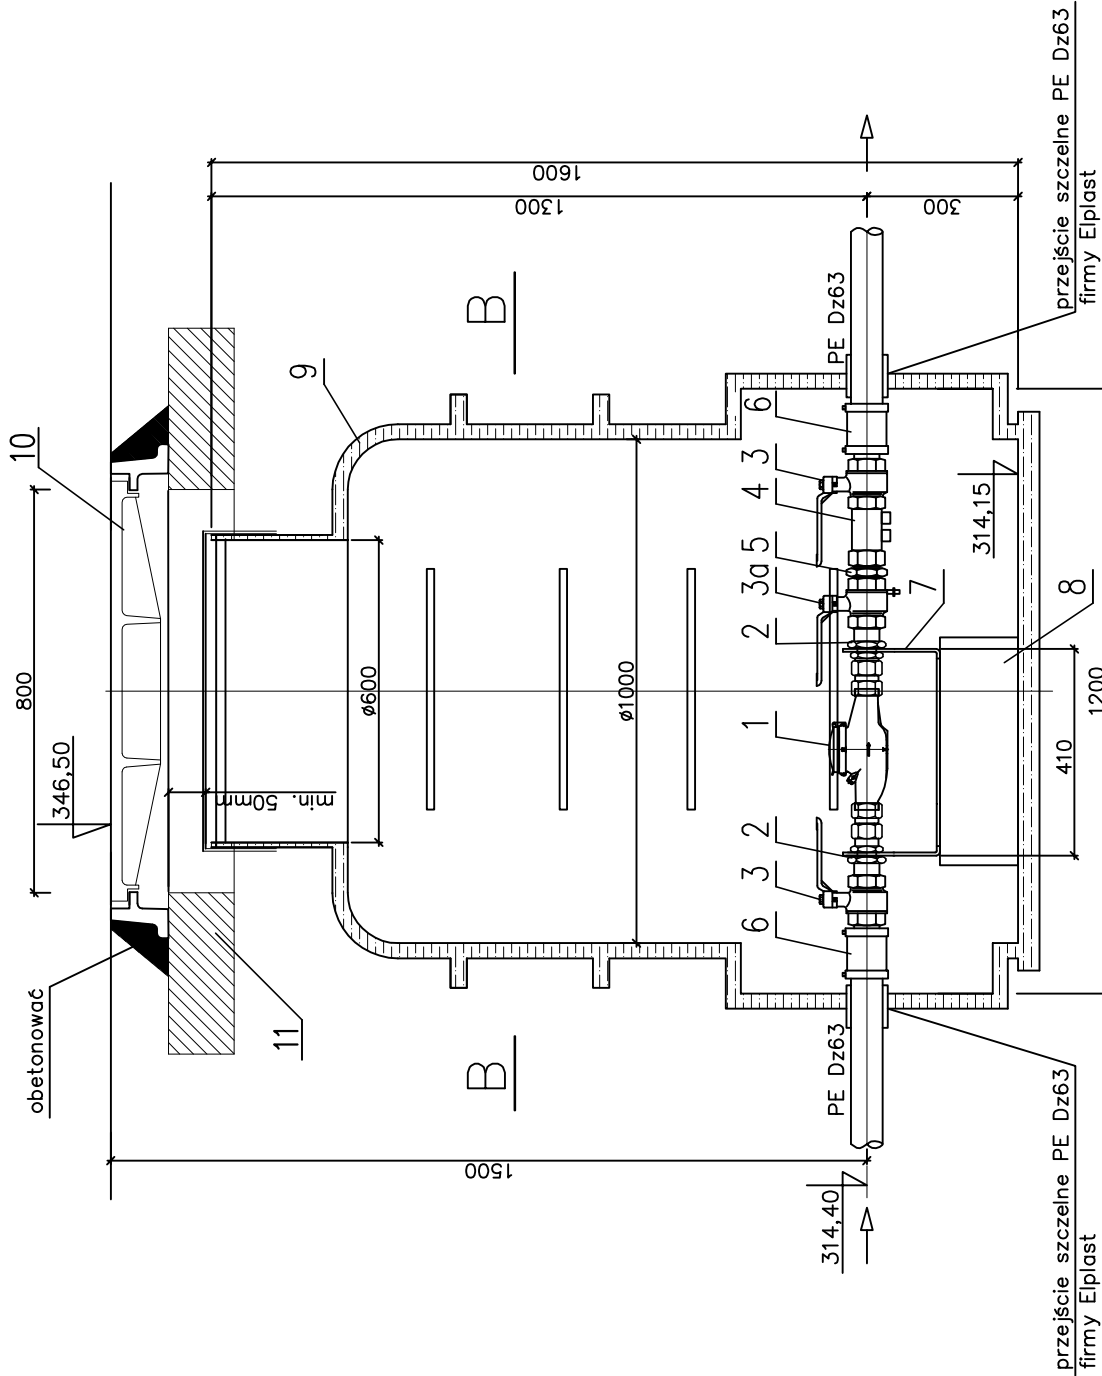 obetonować
346,50
800
10
11
min. 50mm
ø600
9
1600
1300
300
1500
B
B
ø1000
PE Dz63
6
3
2
1
2
3a
5
4
3
6
PE Dz63
7
8
314,40
314,15
410
1200
przejście szczelne PE Dz63
firmy Elplast
przejście szczelne PE Dz63
firmy Elplast